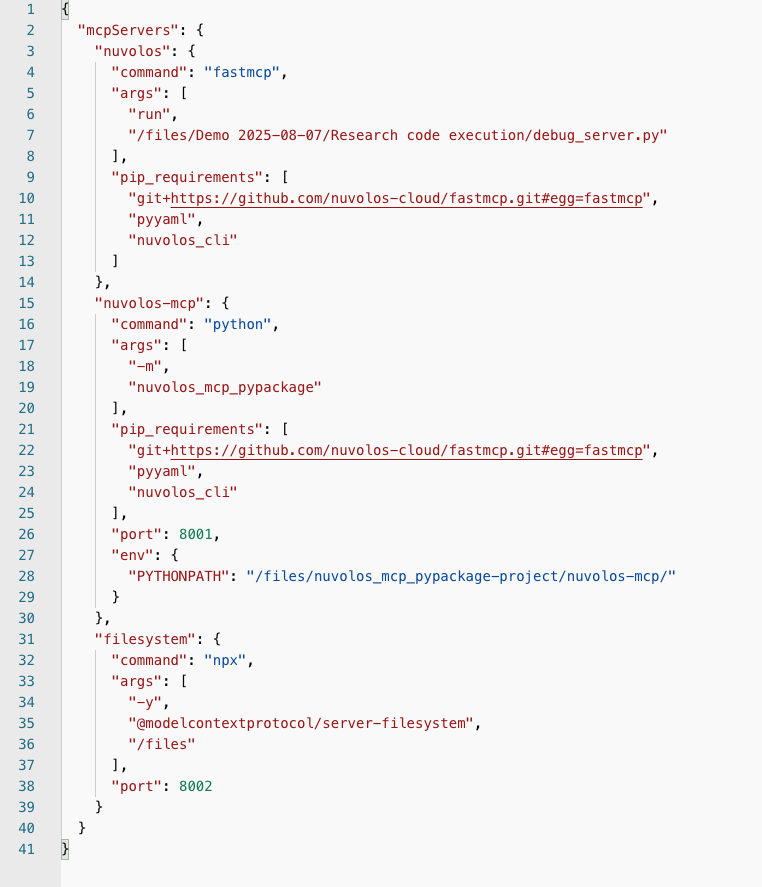 1 {
2   "mcpServers": {
3     "nuvolos": {
4       "command": "fastmcp",
5       "args": [
6         "run",
7         "/files/Demo 2025-08-07/Research code execution/debug_server.py"
8       ],
9       "pip_requirements": [
10         "git+https://github.com/nuvolos-cloud/fastmcp.git#egg=fastmcp",
11         "pyyaml",
12         "nuvolos_cli"
13       ]
14     },
15     "nuvolos-mcp": {
16       "command": "python",
17       "args": [
18         "-m",
19         "nuvolos_mcp_pypackage"
20       ],
21       "pip_requirements": [
22         "git+https://github.com/nuvolos-cloud/fastmcp.git#egg=fastmcp",
23         "pyyaml",
24         "nuvolos_cli"
25       ],
26       "port": 8001,
27       "env": {
28         "PYTHONPATH": "/files/nuvolos_mcp_pypackage-project/nuvolos-mcp/"
29       }
30     },
31     "filesystem": {
32       "command": "npx",
33       "args": [
34         "-y",
35         "@modelcontextprotocol/server-filesystem",
36         "/files"
37       ],
38       "port": 8002
39     }
40   }
41 }